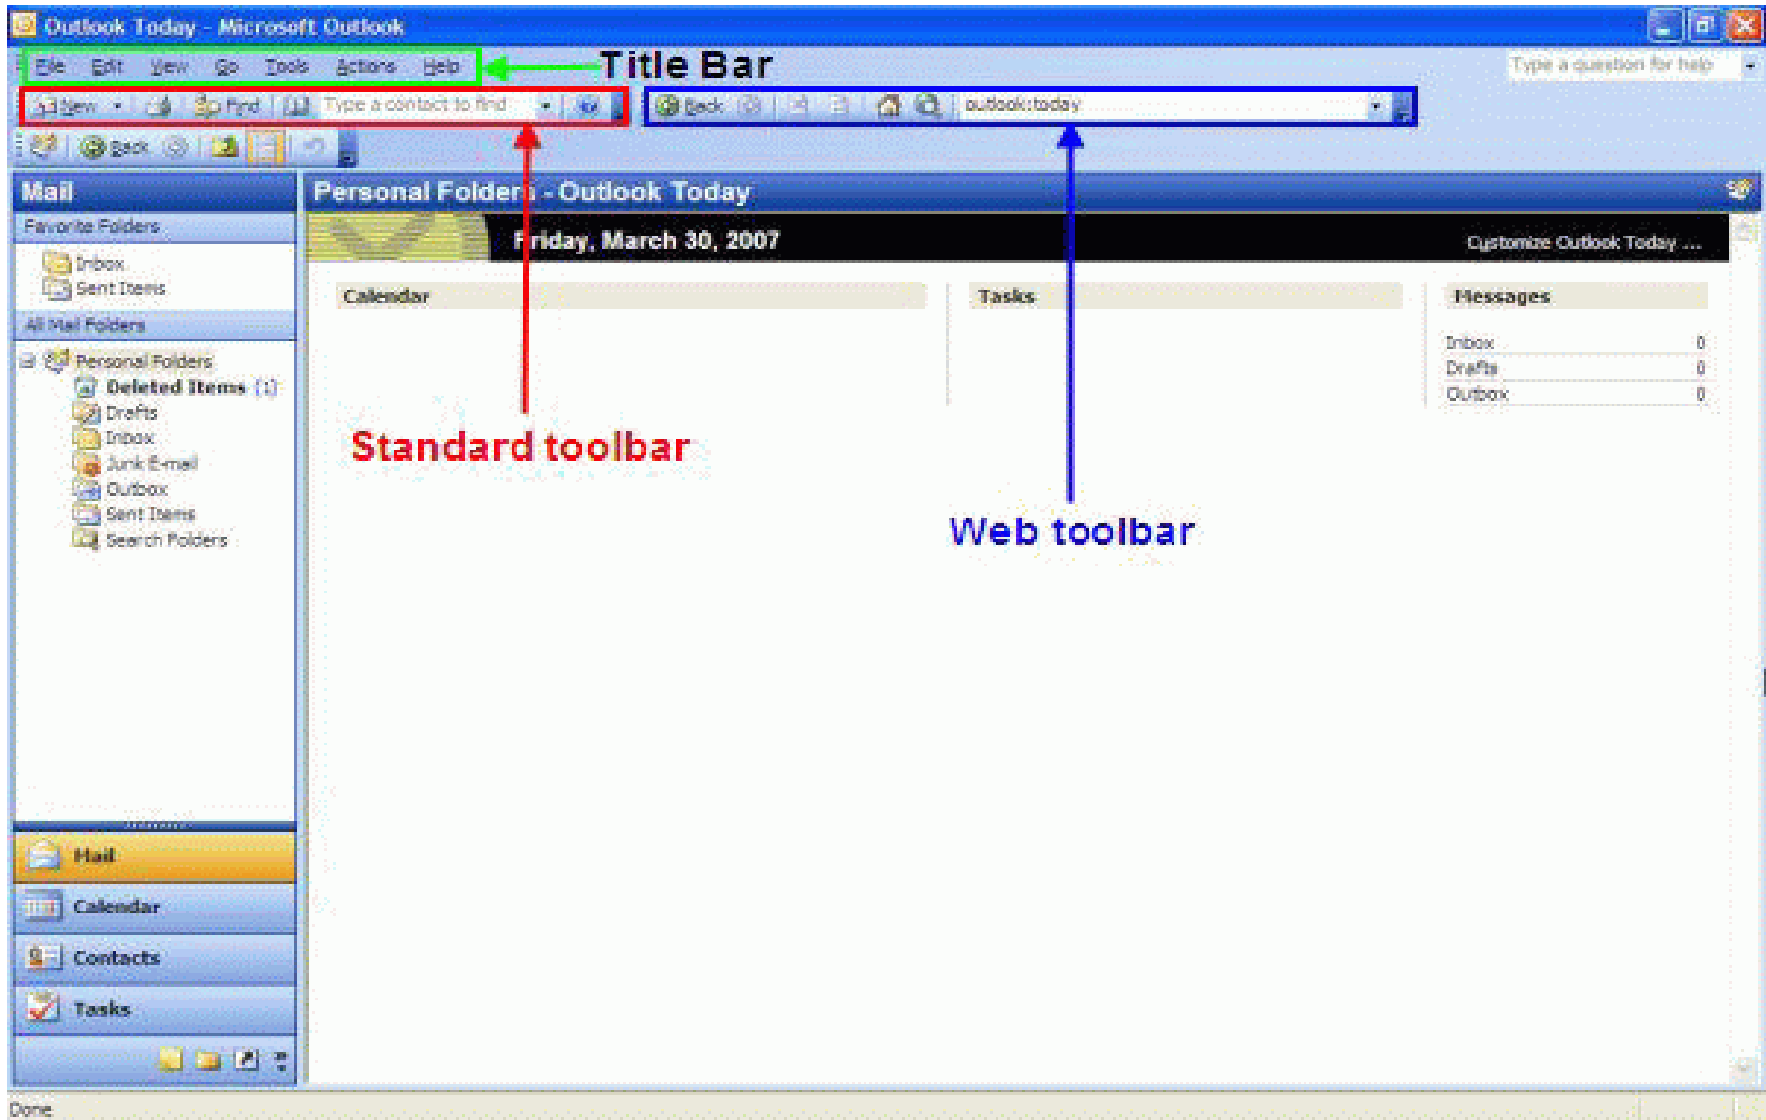 Outlook Today - Microsoft Outlook
File Edit View Go Tools Actions Help
Title Bar
Type a question for help
New Find Type a contact to find
Back outlook:today
Back
Mail
Personal Folders - Outlook Today
Favorite Folders
Friday, March 30, 2007
Customize Outlook Today ...
Inbox
Sent Items
Calendar
Tasks
Messages
All Mail Folders
Inbox 0
Drafts 0
Outbox 0
Personal Folders
Deleted Items (1)
Drafts
Inbox
Junk E-mail
Outbox
Sent Items
Search Folders
Standard toolbar
Web toolbar
Mail
Calendar
Contacts
Tasks
Done